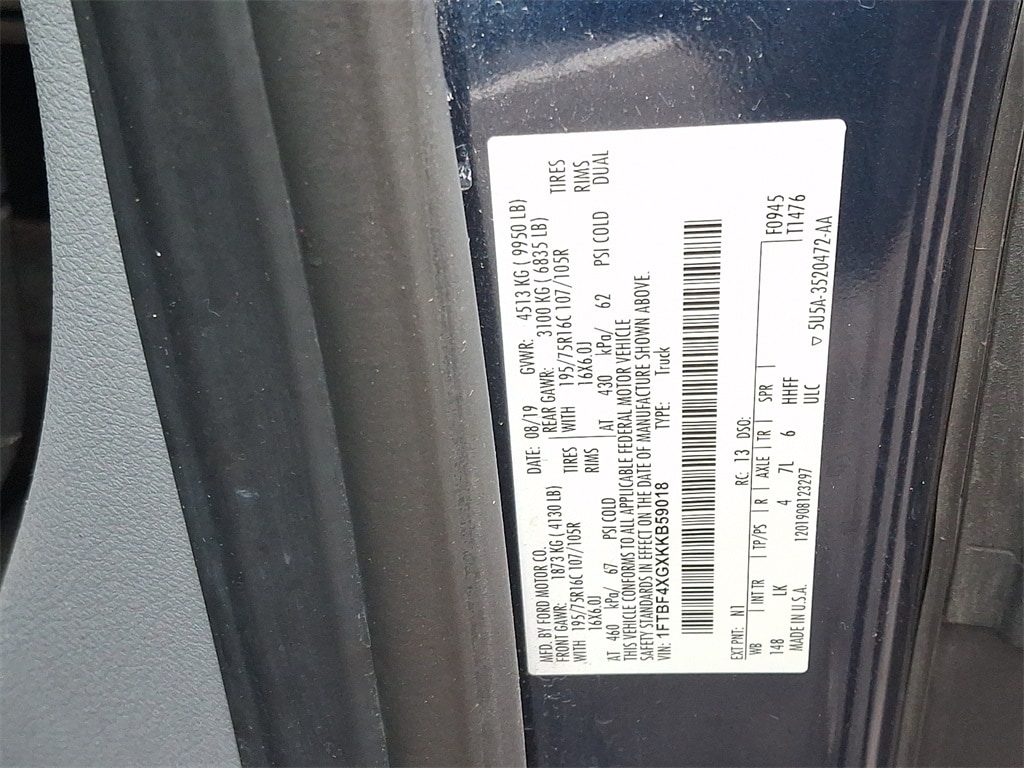 MFD. BY FORD MOTOR CO. DATE: 08/19 GVWR: 4513 KG ( 9950 LB)
FRONT GAWR: 1873 KG ( 4130 LB) REAR GAWR: 3100 KG ( 6835 LB)
WITH 195/75R16C 107/105R TIRES WITH 195/75R16C 107/105R TIRES
16X6.0J RIMS 16X6.0J RIMS
AT 460 kPa/ 67 PSI COLD AT 430 kPa/ 62 PSI COLD DUAL
THIS VEHICLE CONFORMS TO ALL APPLICABLE FEDERAL MOTOR VEHICLE
SAFETY STANDARDS IN EFFECT ON THE DATE OF MANUFACTURE SHOWN ABOVE.
VIN: 1FTBF4XGXKKB59018 TYPE: Truck
EXT PNT: N1 RC: 13 DSO: F0945
WB INT TR TP/PS R AXLE TR SPR T1476
148 LK 4 7L 6 HHFF
MADE IN U.S.A. 1201908123297 ULC
▽ 5U5A-3520472-AA